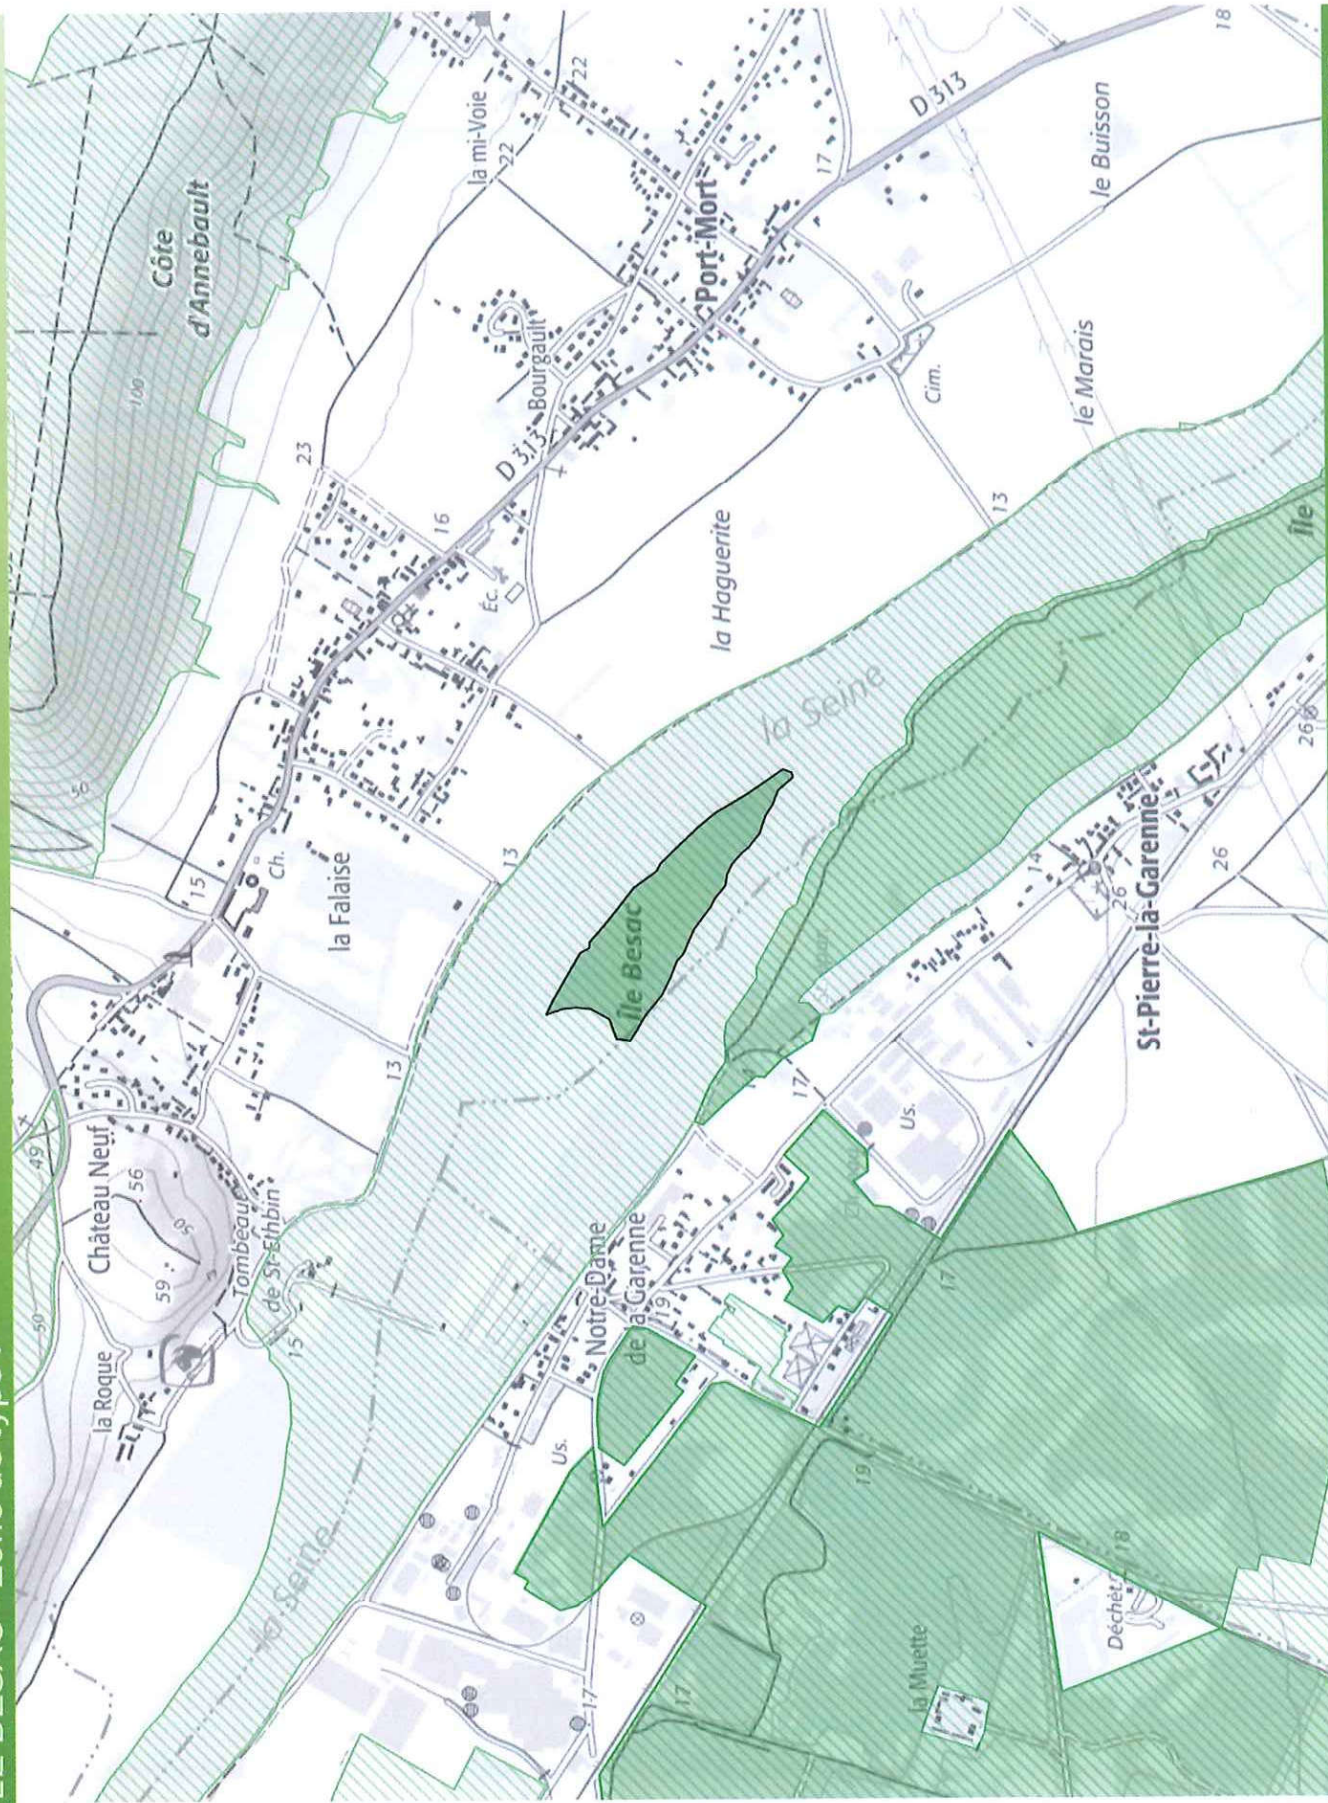 Côte
d'Annebault
100
50
la mi-Voie
22
22
18
D 313
17
le Buisson
Port-Mort
Bourgault
D 313
23
16
Éc.
Cim.
le Marais
13
la Haguerite
la Seine
Île
15
Ch.
la Falaise
13
13
Île Besac
49
Château Neuf
56
50
59
Tombeau
de St-Ethbin
15
50
la Roque
la Seine
14
26
26
26
St-Pierre-la-Garenne
17
Us.
Notre-Dame
de la Garenne
19
17
Us.
19
17
17
la Muette
Déchèt.
18